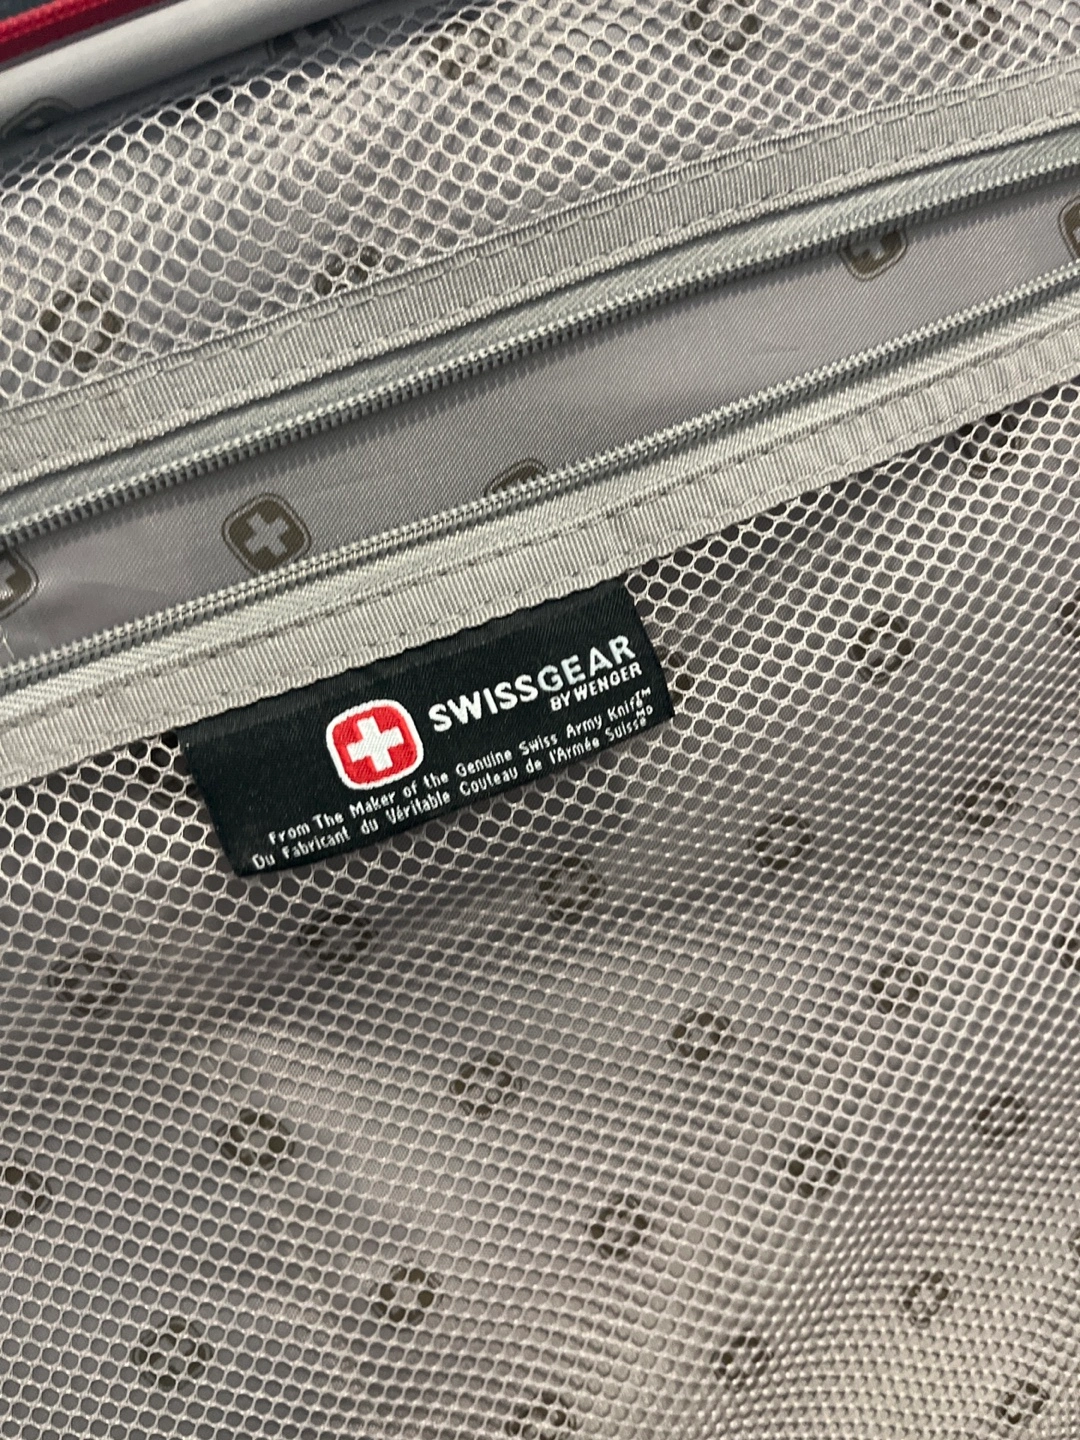 SWISSGEAR
BY WENGER
From The Maker of the Genuine Swiss Army Knife™
Du Fabricant du Véritable Couteau de l'Armée Suisse